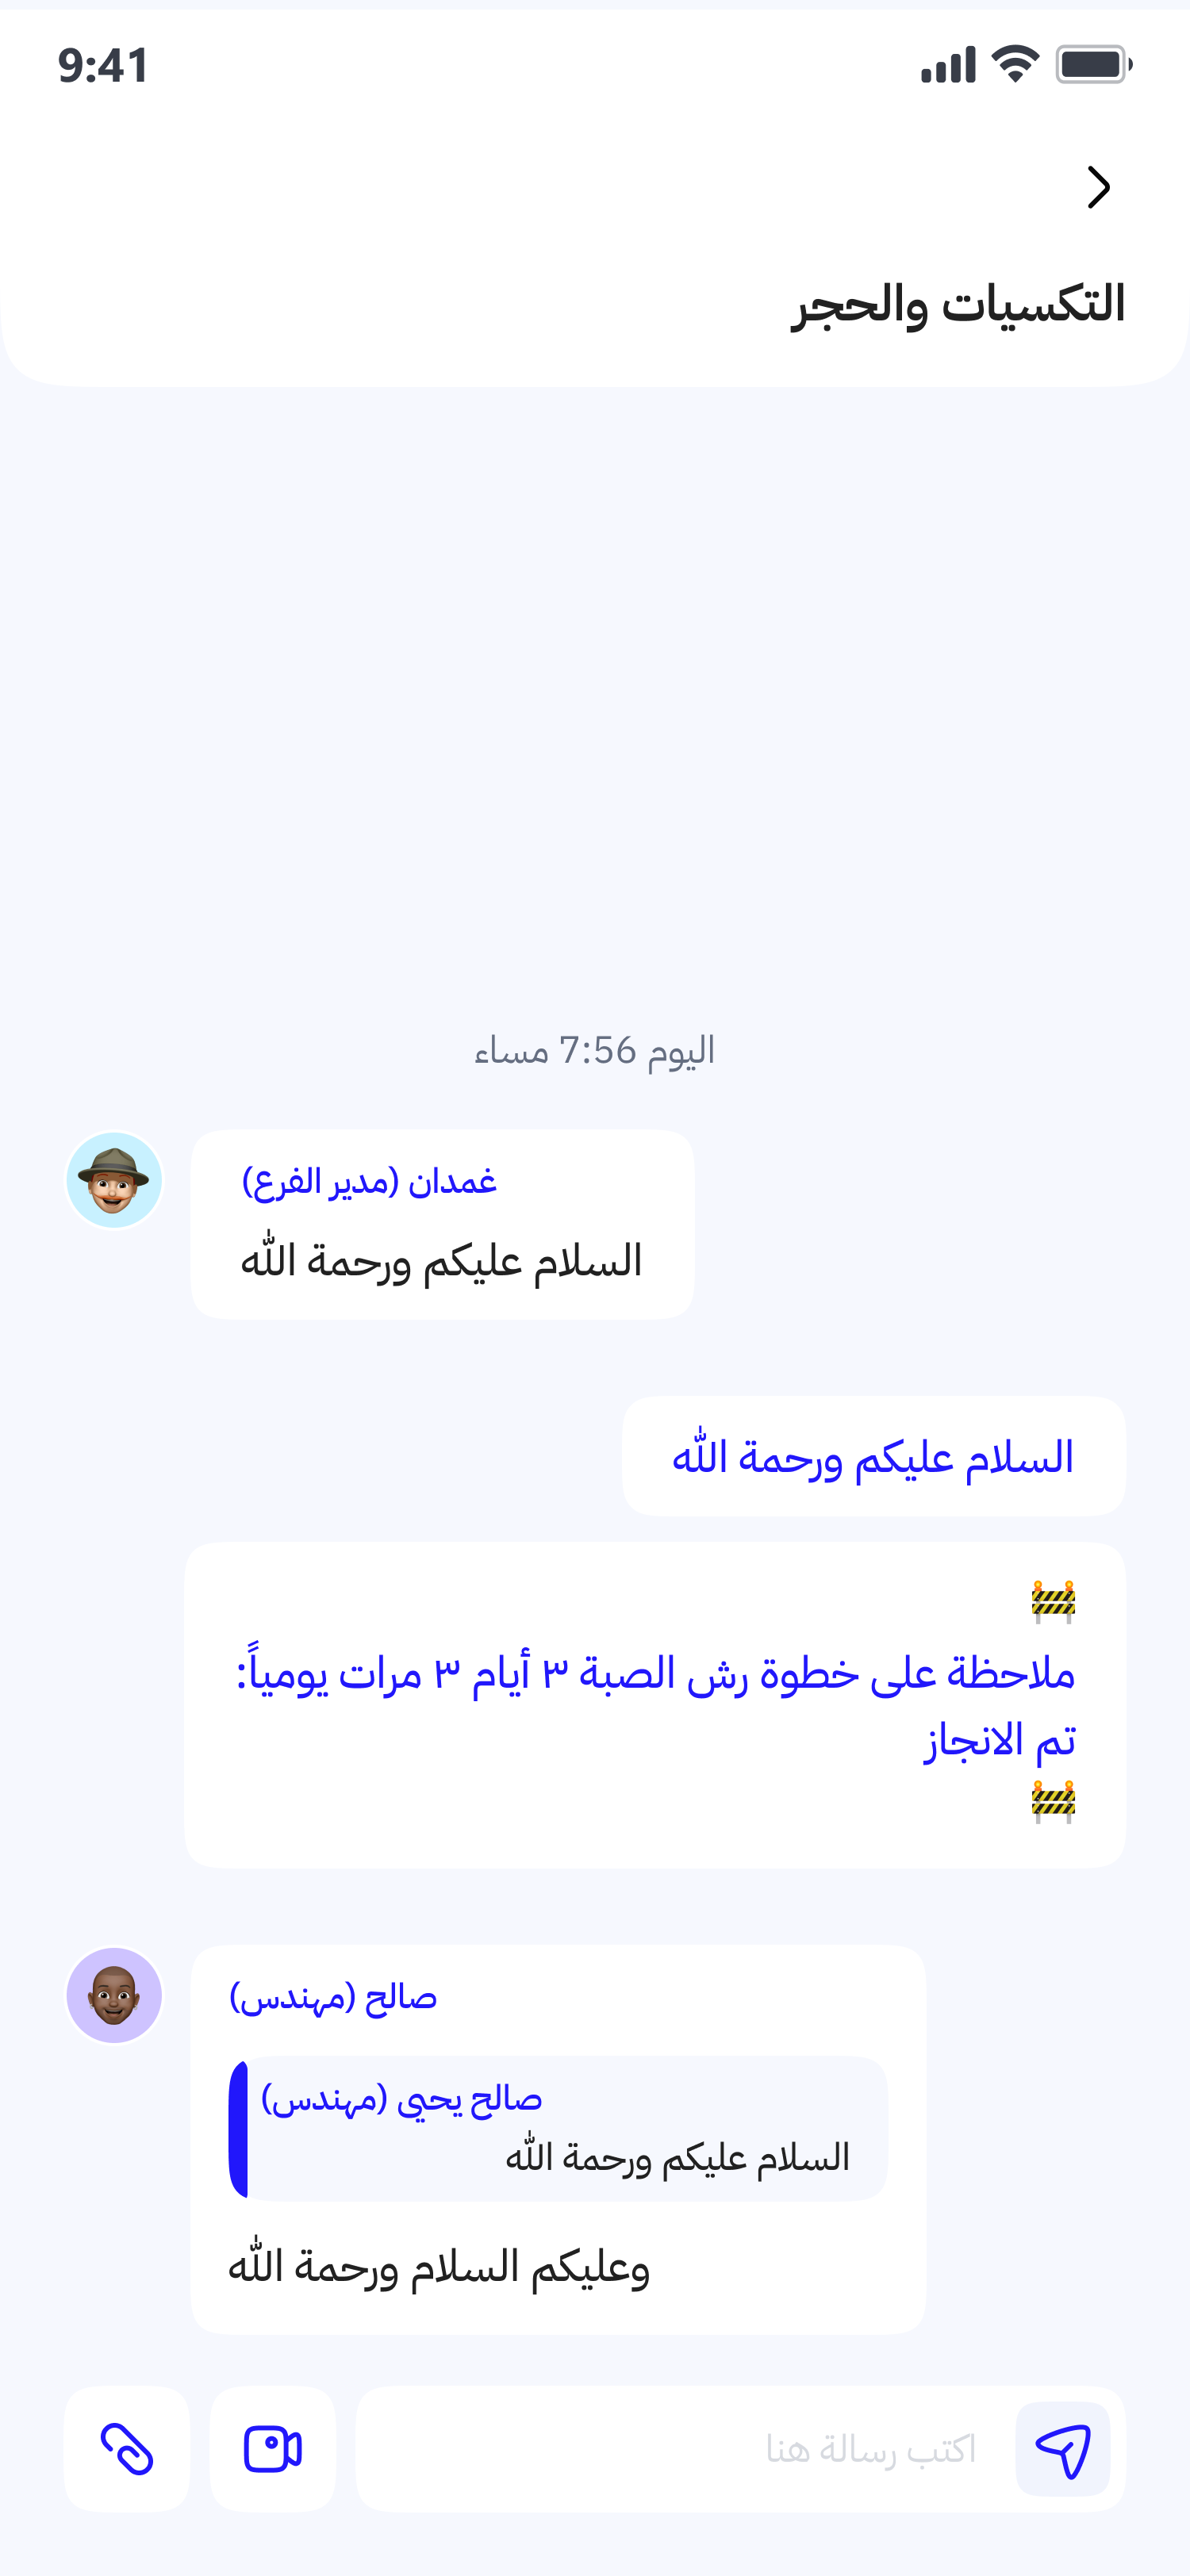 9:41
التكسيات والحجر
اليوم 7:56 مساء
غمدان (مدير الفرع)
السلام عليكم ورحمة الله
السلام عليكم ورحمة الله
🚧
ملاحظة على خطوة رش الصبة ٣ أيام ٣ مرات يومياً:
تم الانجاز
🚧
صالح (مهندس)
صالح يحيى (مهندس)
السلام عليكم ورحمة الله
وعليكم السلام ورحمة الله
اكتب رسالة هنا